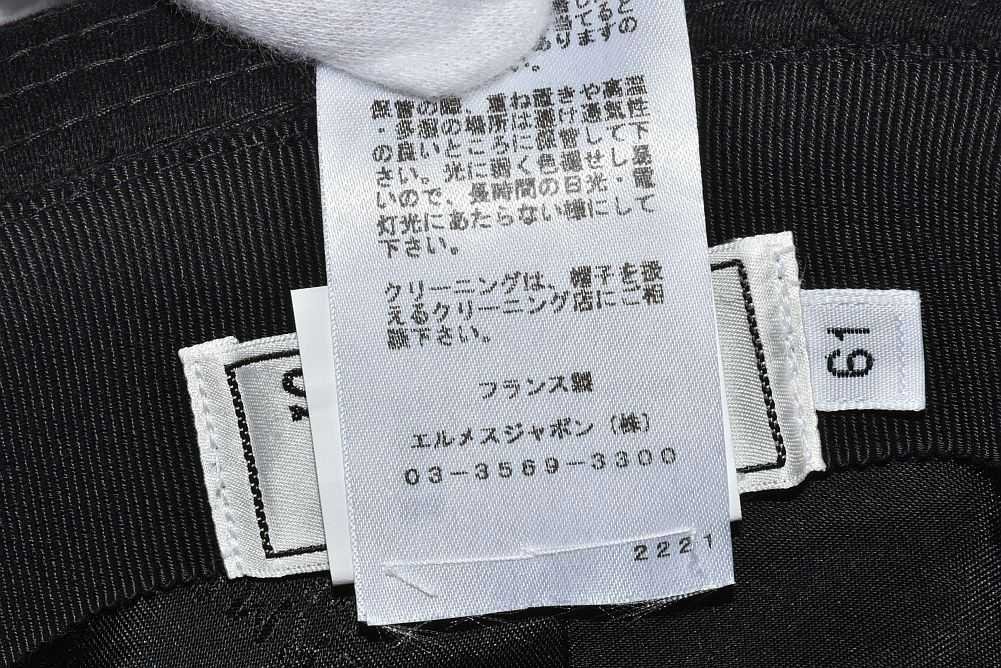 あります
い。
保管の際、重ね置きや高気温
・多湿の場所は避け通気性
の良いところに保管して下
さい。光に弱く色褪せし易
いので、長時間の日光・電
灯光にあたらない様にして
下さい。
クリーニングは、帽子を扱
えるクリーニング店にご相
談下さい。
フランス製
エルメスジャポン(株)
03-3569-3300
2221
61